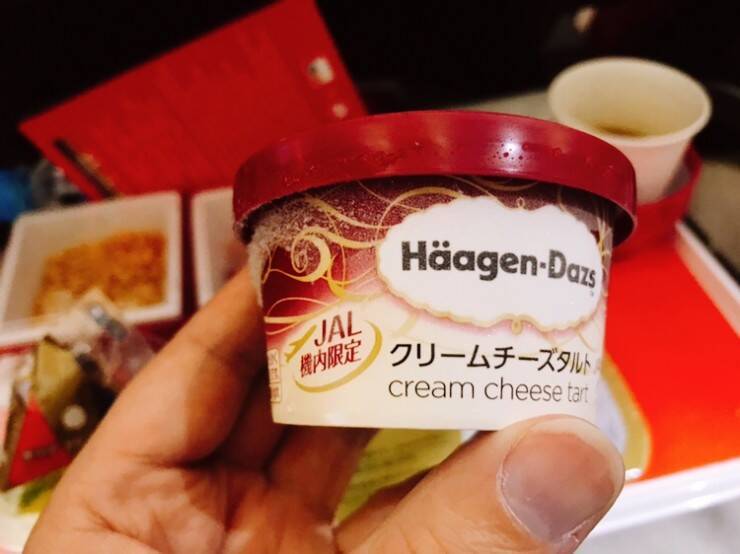 Häagen-Dazs
JAL
機内限定
クリームチーズタルト
cream cheese tart